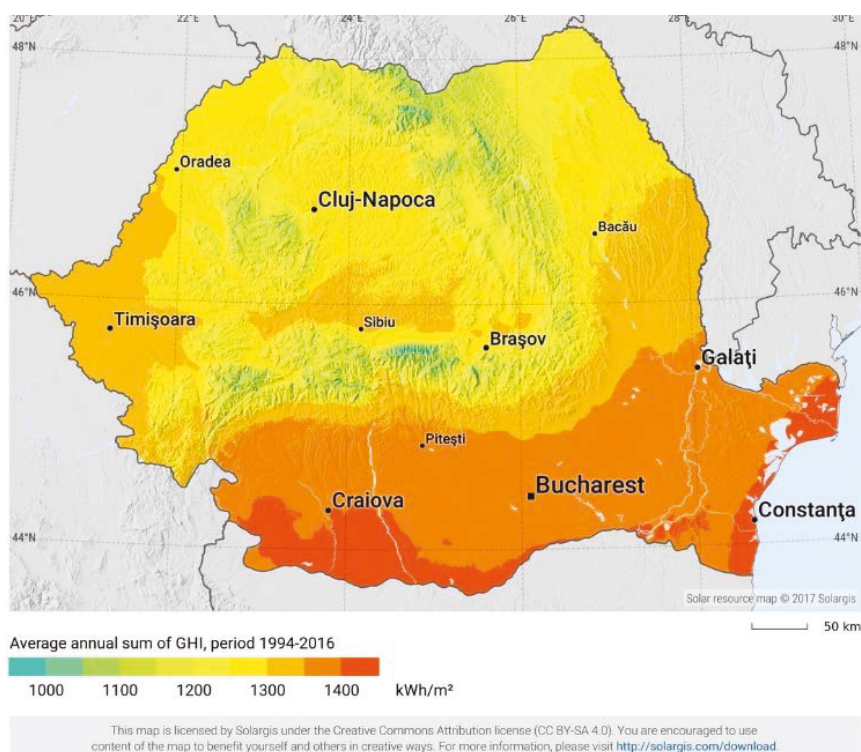 20°E 22° 24°E 26°E 28°E 30°E
48°N 48°N
Oradea
Cluj-Napoca
Bacău
46°N 46°N
Timişoara
Sibiu
Braşov
Galaţi
Piteşti
Bucharest
Craiova
Constanţa
44°N 44°N
Solar resource map © 2017 Solargis
50 km
Average annual sum of GHI, period 1994-2016
1000 1100 1200 1300 1400 kWh/m²
This map is licensed by Solargis under the Creative Commons Attribution license (CC BY-SA 4.0). You are encouraged to use
content of the map to benefit yourself and others in creative ways. For more information, please visit http://solargis.com/download.